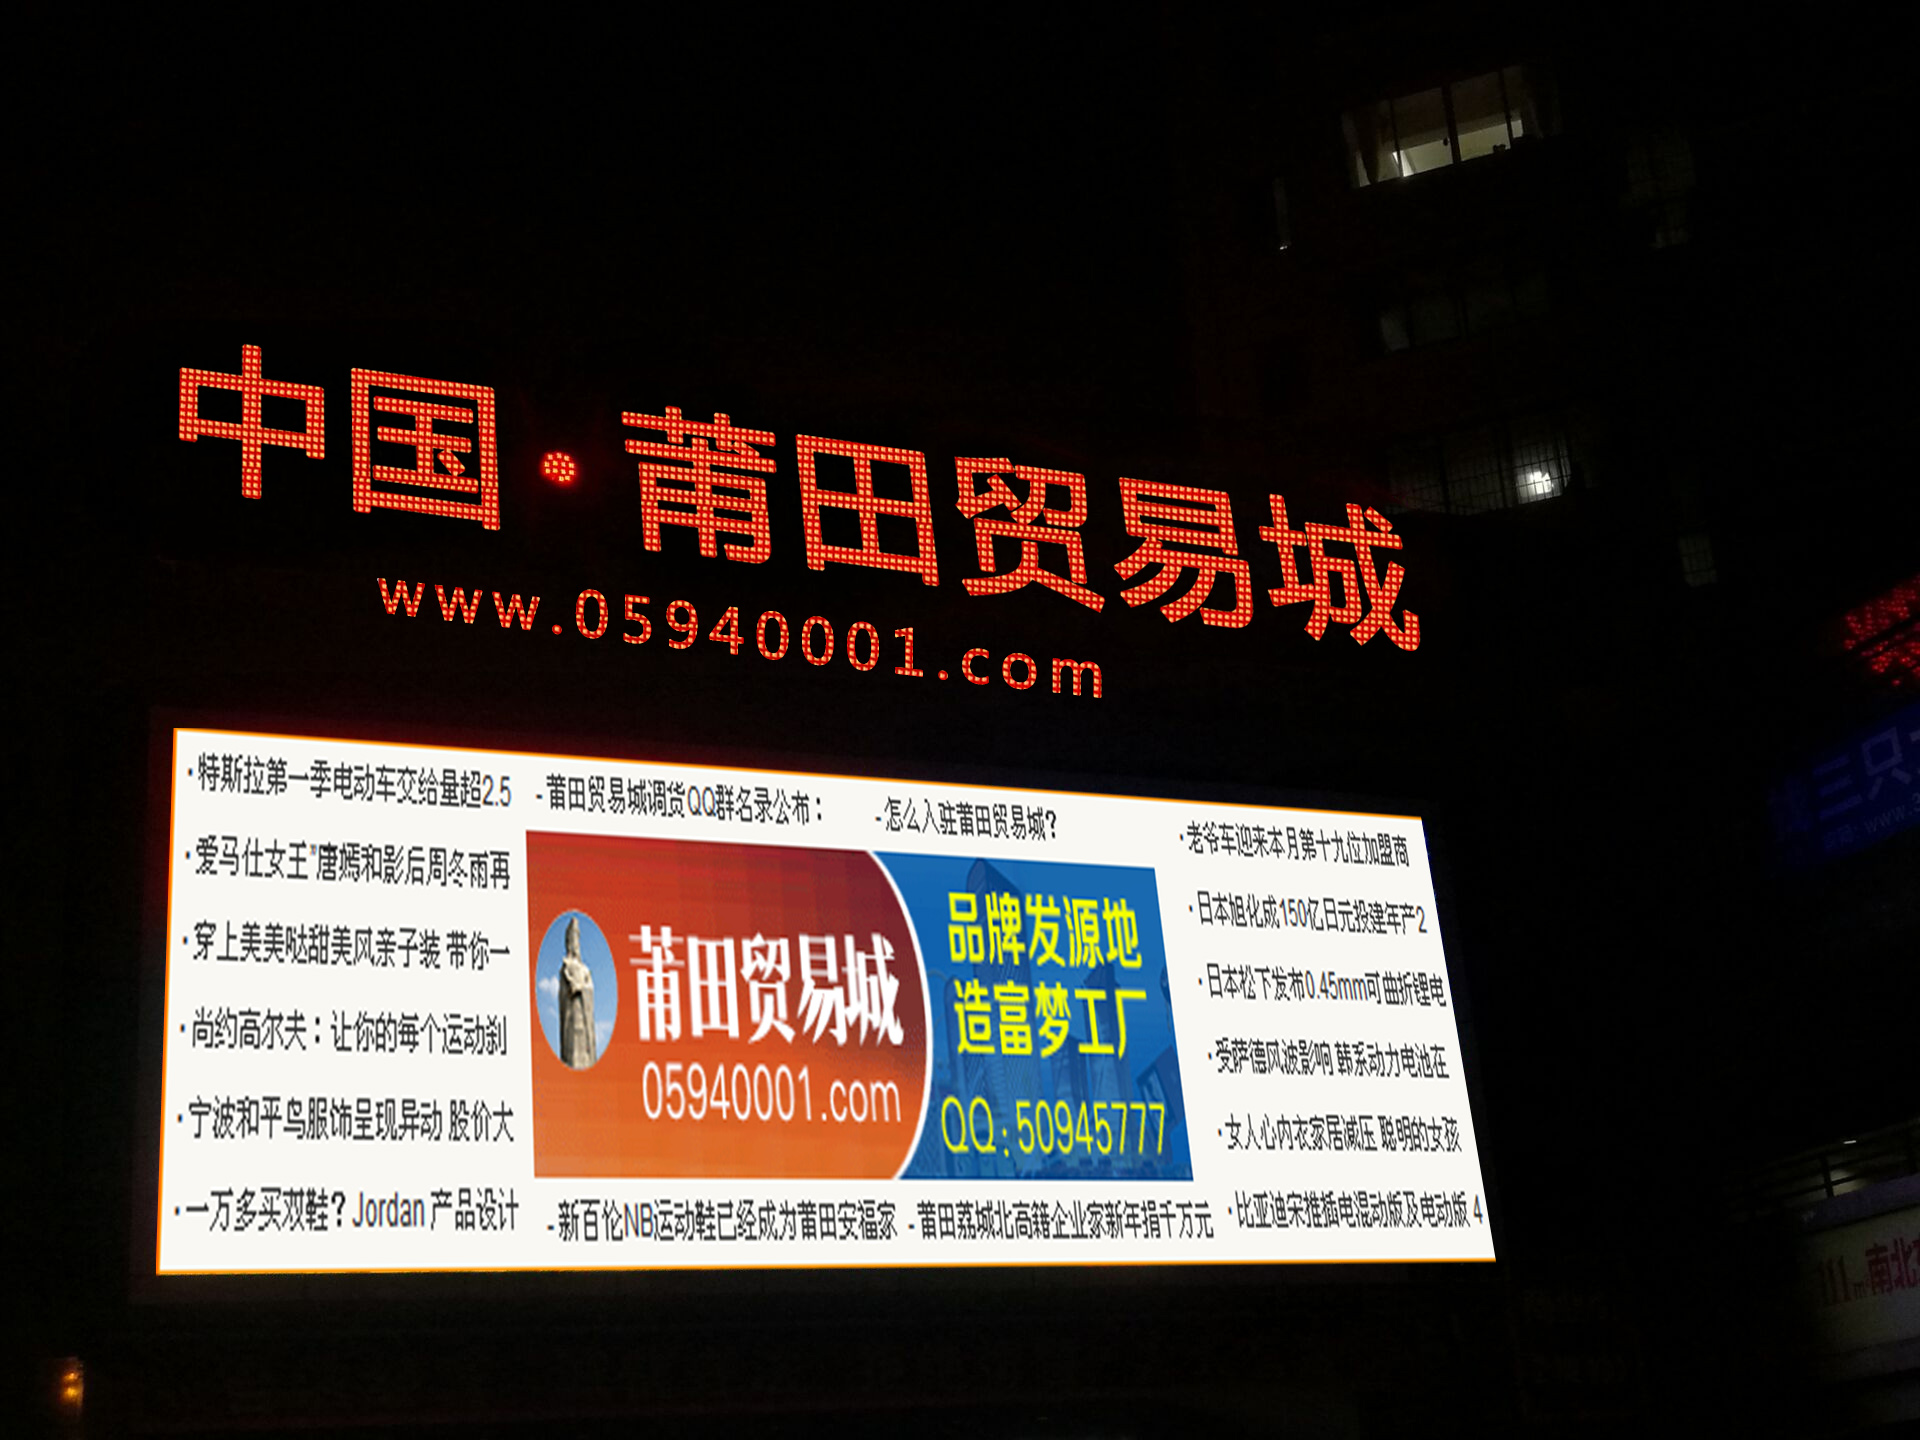 中国·莆田贸易城
www.05940001.com
·特斯拉第一季电动车交给量超2.5
·爱马仕女王"唐嫣和影后周冬雨再
·穿上美美哒甜美风亲子装 带你一
·尚约高尔夫：让你的每个运动刹
·宁波和平鸟服饰呈现异动 股价大
·一万多买双鞋？Jordan 产品设计
-莆田贸易城调货QQ群名录公布：
-怎么入驻莆田贸易城？
莆田贸易城
05940001.com
品牌发源地
造富梦工厂
QQ:50945777
-新百伦NB运动鞋已经成为莆田安福家
-莆田荔城北高籍企业家新年捐千万元
·老爷车迎来本月第十九位加盟商
·日本旭化成150亿日元投建年产2
·日本松下发布0.45mm可曲折锂电
·受萨德风波影响 韩系动力电池在
·女人心内衣家居减压 聪明的女孩
·比亚迪宋推插电混动版及电动版 4
三只
www.
南北